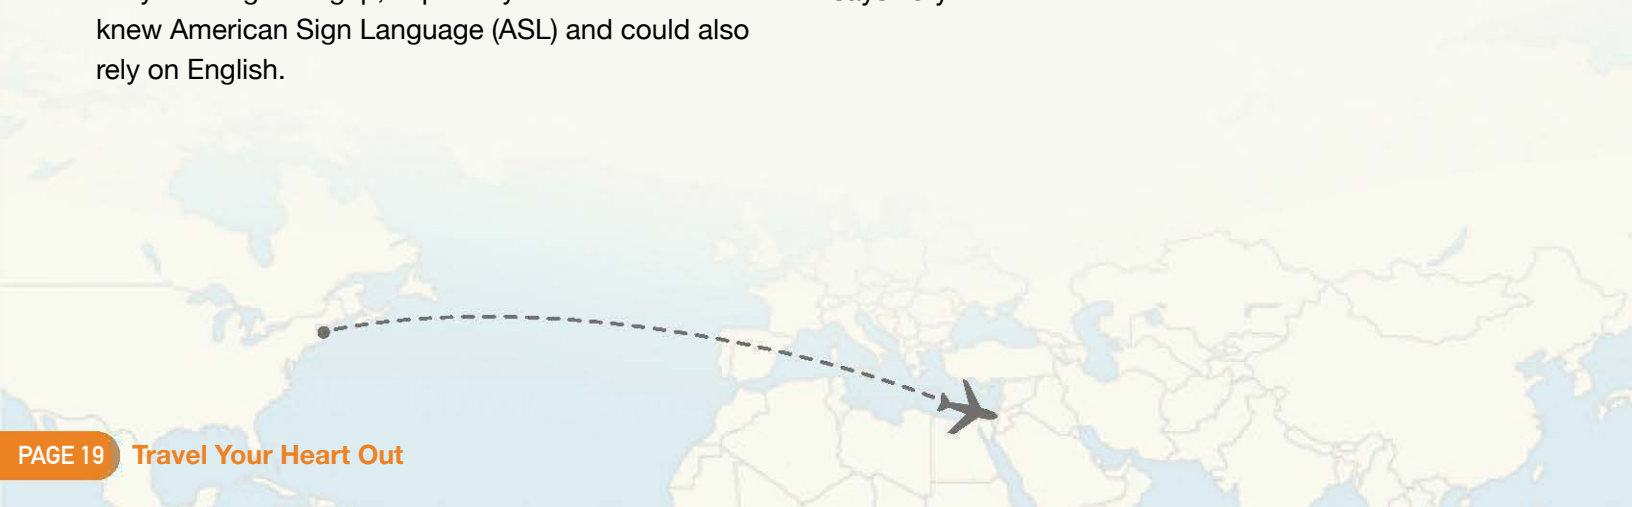 knew American Sign Language (ASL) and could also
rely on English.
PAGE 19 Travel Your Heart Out